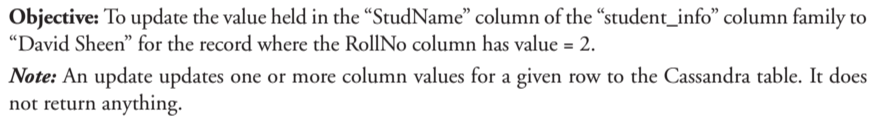 Objective: To update the value held in the “StudName” column of the “student_info” column family to
“David Sheen” for the record where the RollNo column has value = 2.
Note: An update updates one or more column values for a given row to the Cassandra table. It does
not return anything.